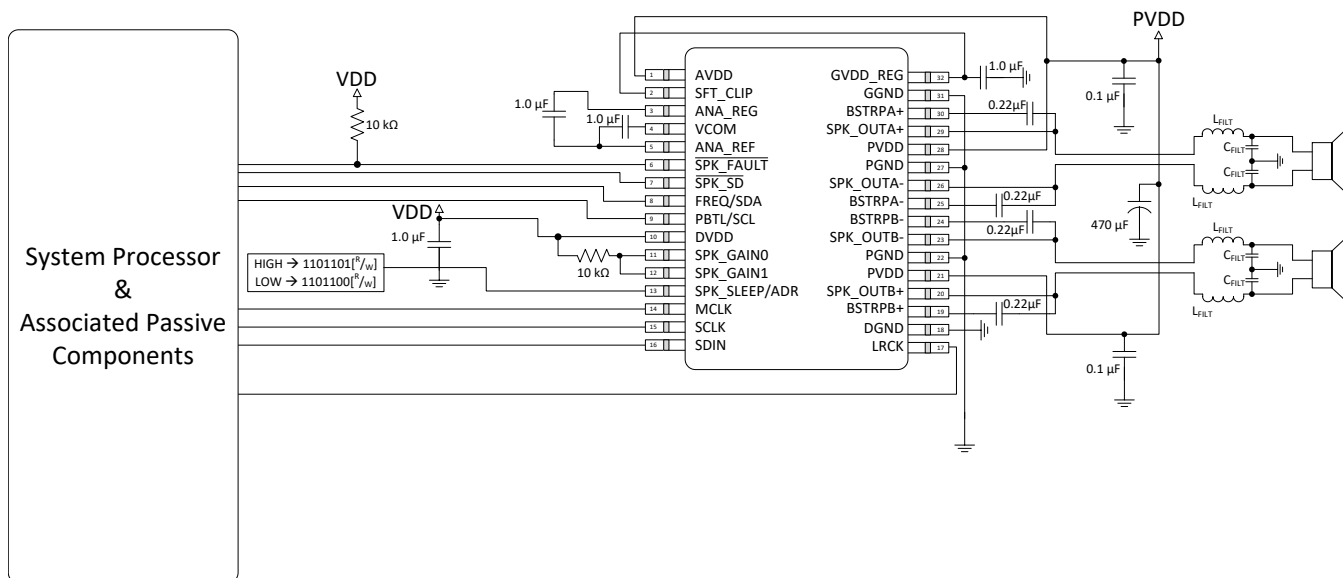 System Processor
&
Associated Passive
Components
VDD
10 kΩ
VDD
1.0 µF
HIGH → 1101101[R/W]
LOW → 1101100[R/W]
1.0 µF
1.0 µF
10 kΩ
1 AVDD
2 SFT_CLIP
3 ANA_REG
4 VCOM
5 ANA_REF
6 SPK_FAULT
7 SPK_SD
8 FREQ/SDA
9 PBTL/SCL
10 DVDD
11 SPK_GAIN0
12 SPK_GAIN1
13 SPK_SLEEP/ADR
14 MCLK
15 SCLK
16 SDIN
GVDD_REG 32
GGND 31
BSTRPA+ 30
SPK_OUTA+ 29
PVDD 28
PGND 27
SPK_OUTA- 26
BSTRPA- 25
BSTRPB- 24
SPK_OUTB- 23
PGND 22
PVDD 21
SPK_OUTB+ 20
BSTRPB+ 19
DGND 18
LRCK 17
1.0 µF
0.22µF
0.22µF
0.22µF
0.22µF
PVDD
0.1 µF
470 µF
0.1 µF
LFILT
CFILT
CFILT
LFILT
LFILT
CFILT
CFILT
LFILT